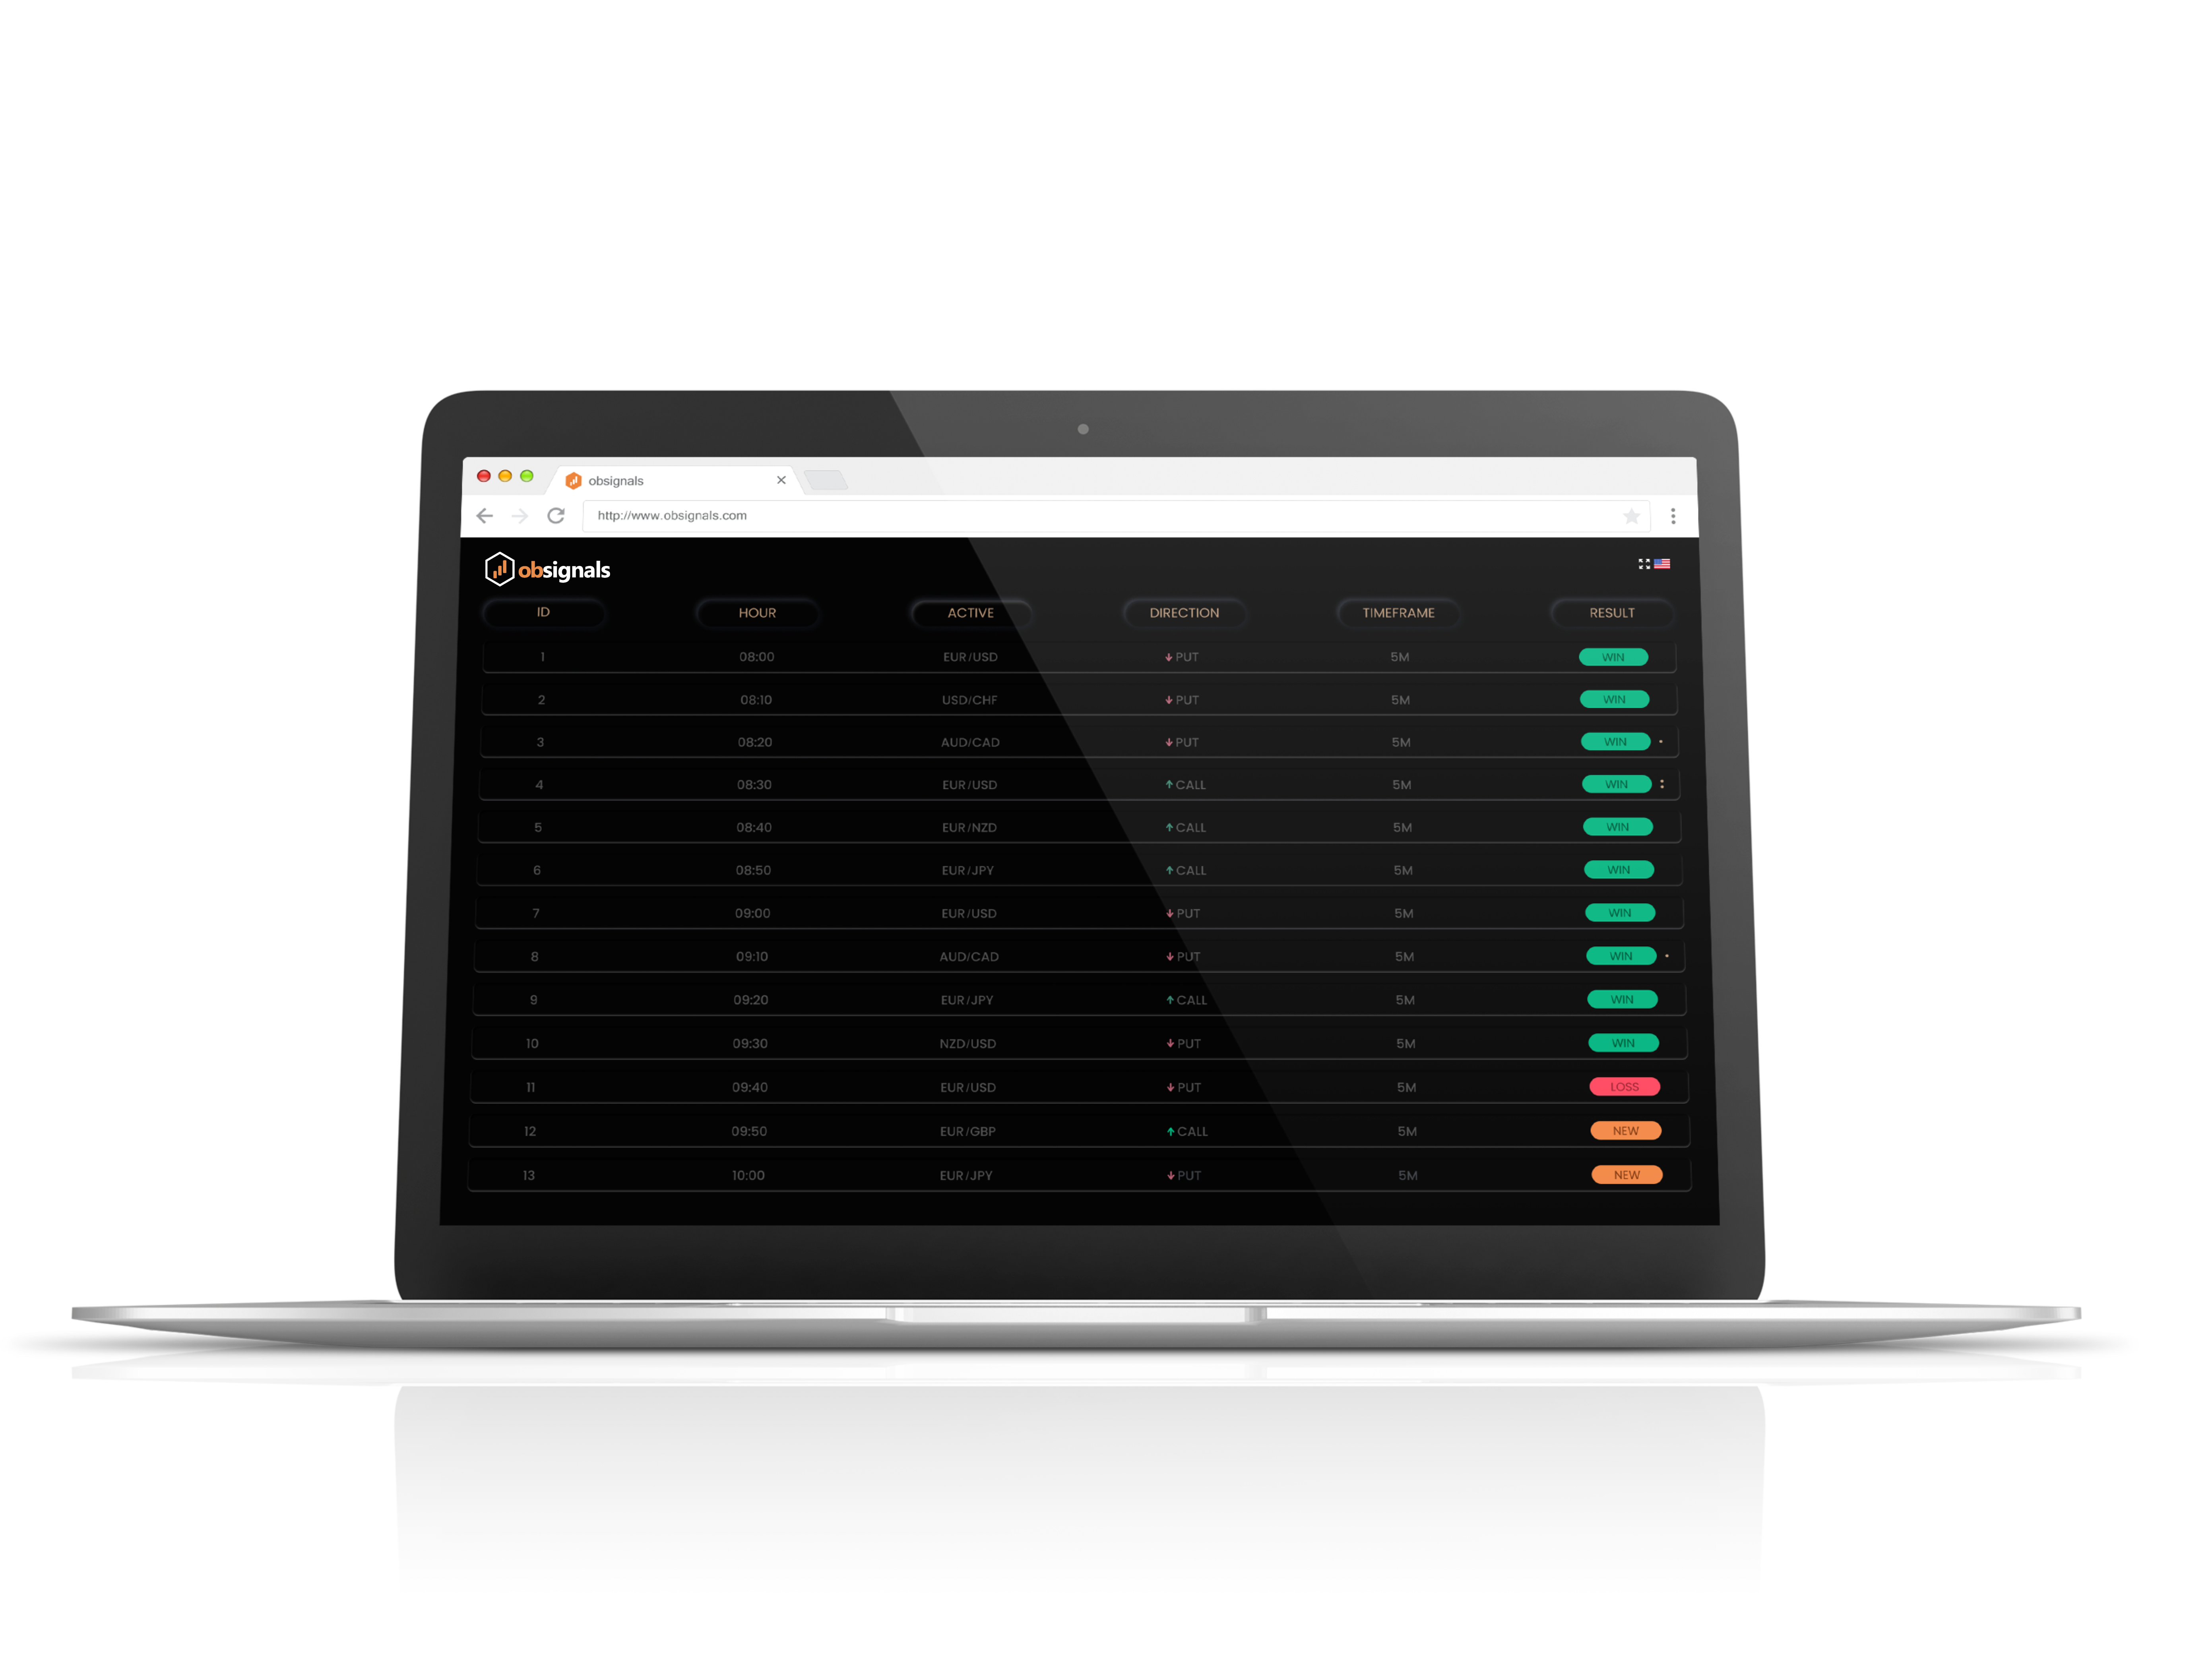 obsignals
http://www.obsignals.com
obsignals
ID HOUR ACTIVE DIRECTION TIMEFRAME RESULT
1 08:00 EUR/USD PUT 5M WIN
2 08:10 USD/CHF PUT 5M WIN
3 08:20 AUD/CAD PUT 5M WIN
4 08:30 EUR/USD CALL 5M WIN
5 08:40 EUR/NZD CALL 5M WIN
6 08:50 EUR/JPY CALL 5M WIN
7 09:00 EUR/USD PUT 5M WIN
8 09:10 AUD/CAD PUT 5M WIN
9 09:20 EUR/JPY CALL 5M WIN
10 09:30 NZD/USD PUT 5M WIN
11 09:40 EUR/USD PUT 5M LOSS
12 09:50 EUR/GBP CALL 5M NEW
13 10:00 EUR/JPY PUT 5M NEW